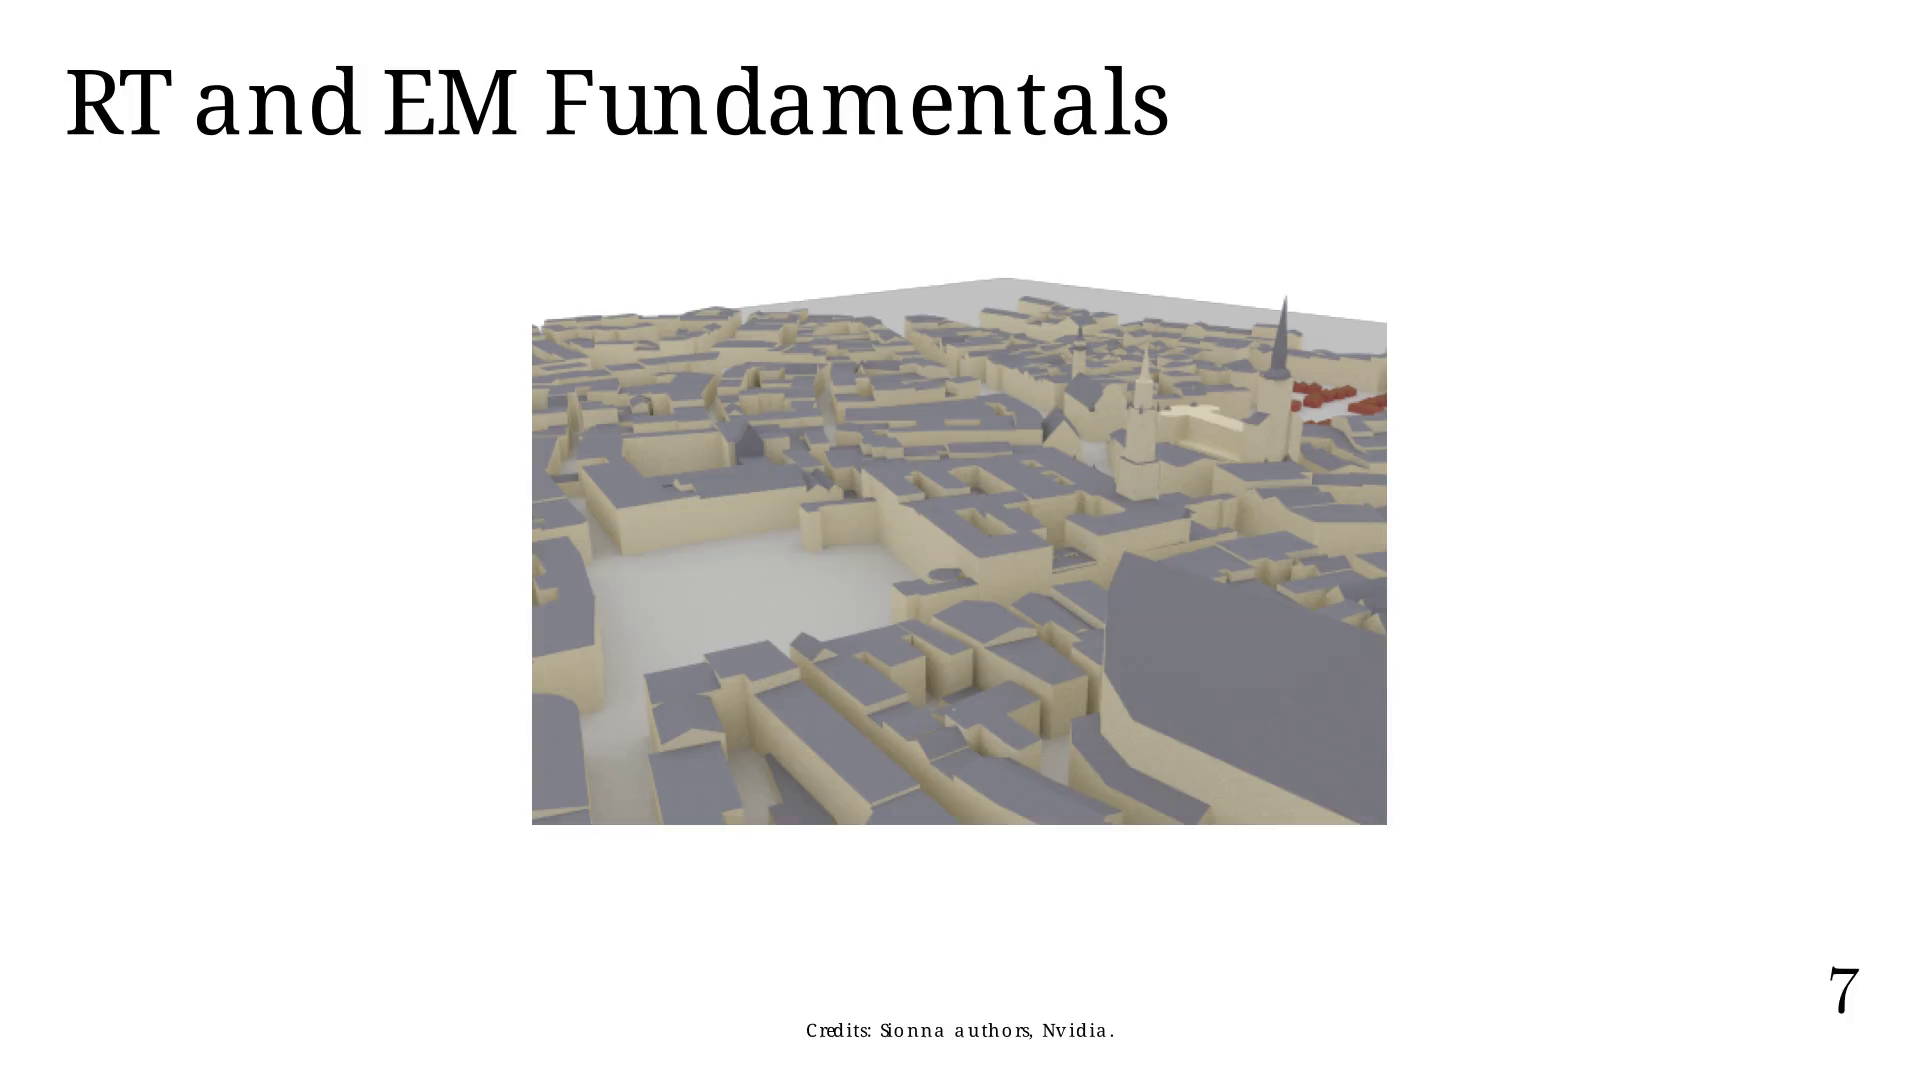 RT and EM Fundamentals
7
Credits: Sionna authors, Nvidia.